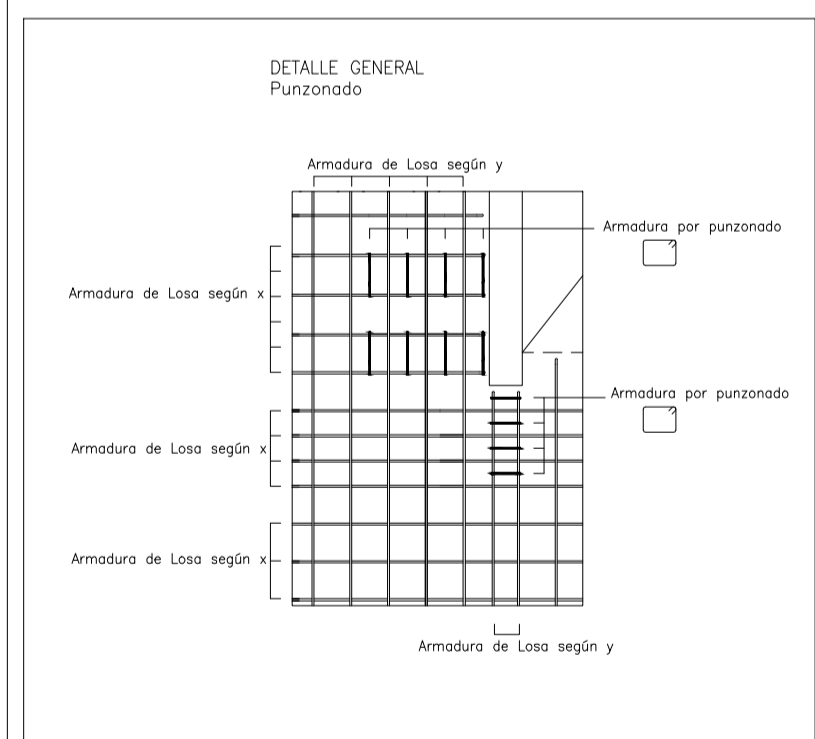 DETALLE GENERAL
Punzonado
Armadura de Losa según y
Armadura por punzonado
Armadura de Losa según x
Armadura por punzonado
Armadura de Losa según x
Armadura de Losa según x
Armadura de Losa según y